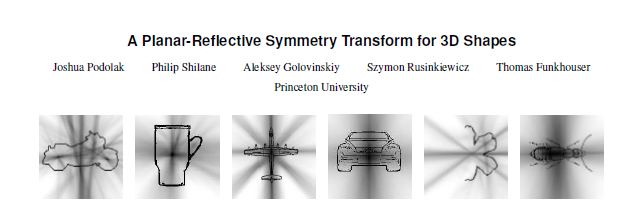 A Planar-Reflective Symmetry Transform for 3D Shapes
Joshua Podolak Philip Shilane Aleksey Golovinskiy Szymon Rusinkiewicz Thomas Funkhouser
Princeton University